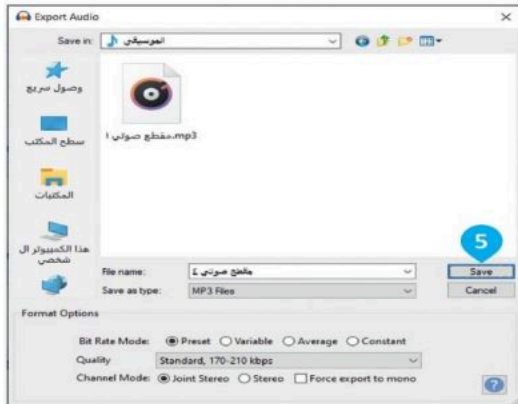 Export Audio
Save in:
الموسيقى
وصول سريع
سطح المكتب
المكتبات
هذا الكمبيوتر ال
شخصي
مقطع صوتي ١.mp3
5
File name:
مقطع صوتي ٤
Save
Save as type:
MP3 Files
Cancel
Format Options
Bit Rate Mode:
Preset
Variable
Average
Constant
Quality
Standard, 170-210 kbps
Channel Mode:
Joint Stereo
Stereo
Force export to mono